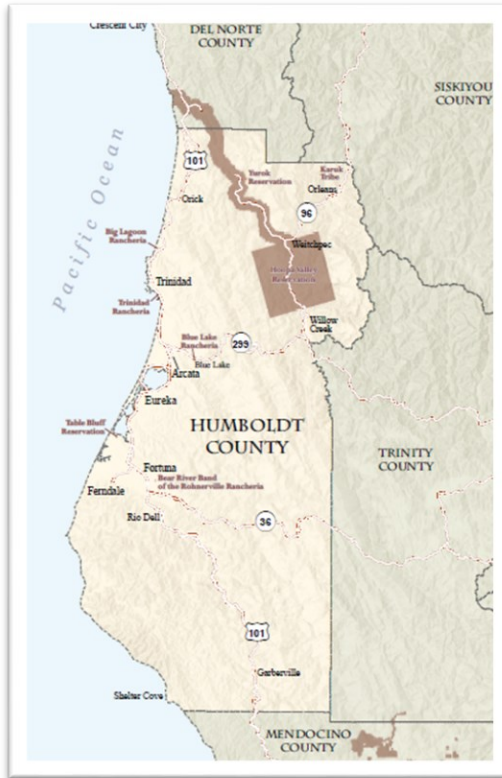 Crescent City
DEL NORTE
COUNTY
SISKIYOU
COUNTY
101
Yurok
Reservation
Karuk
Tribe
Orleans
Orick
96
Pacific Ocean
Big Lagoon
Rancheria
Weitchpec
Hoopa Valley
Reservation
Trinidad
Trinidad
Rancheria
Willow
Creek
Blue Lake
Rancheria
299
Blue Lake
Arcata
Eureka
Table Bluff
Reservation
HUMBOLDT
COUNTY
TRINITY
COUNTY
Fortuna
Bear River Band
of the Rohnerville Rancheria
Ferndale
Rio Dell
36
101
Garberville
Shelter Cove
MENDOCINO
COUNTY